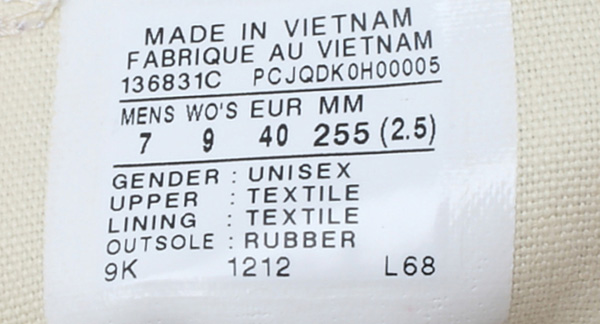 MADE IN VIETNAM
FABRIQUE AU VIETNAM
136831C PCJQDK0H00005
MENS WO'S EUR MM
7 9 40 255 (2.5)
GENDER : UNISEX
UPPER : TEXTILE
LINING : TEXTILE
OUTSOLE : RUBBER
9K 1212 L68